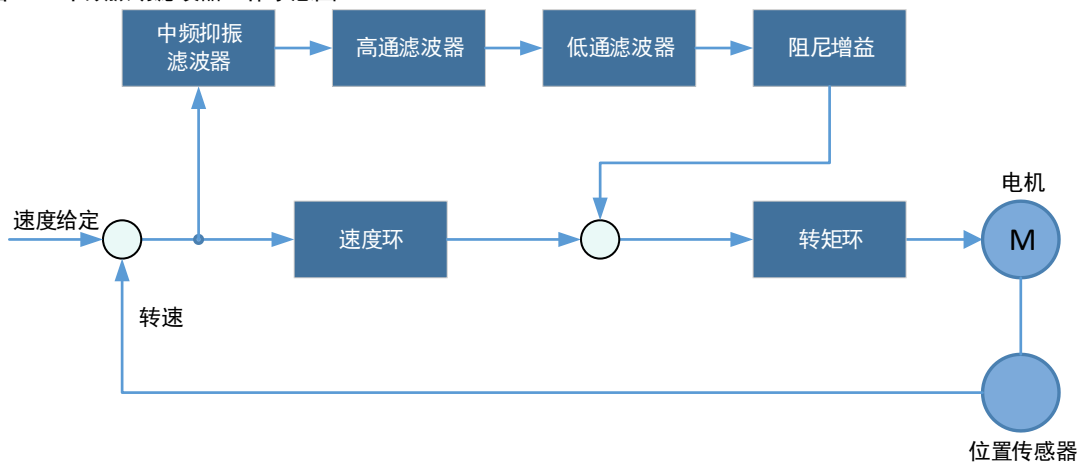 中频抑振
滤波器
高通滤波器
低通滤波器
阻尼增益
电机
速度给定
速度环
转矩环
M
转速
位置传感器